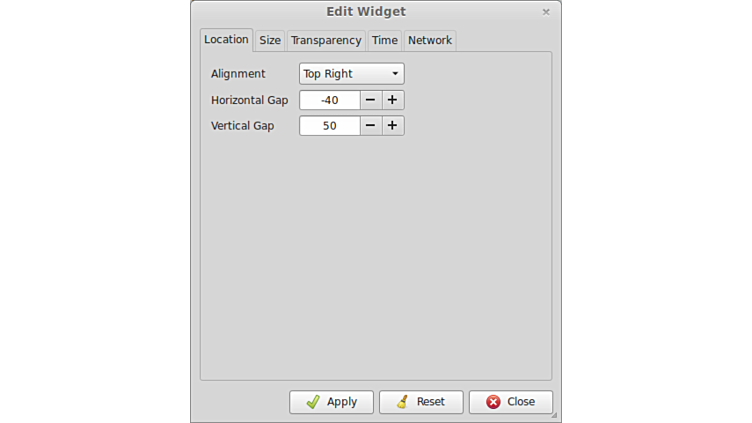 Edit Widget
Location Size Transparency Time Network
Alignment Top Right
Horizontal Gap -40
Vertical Gap 50
Apply Reset Close